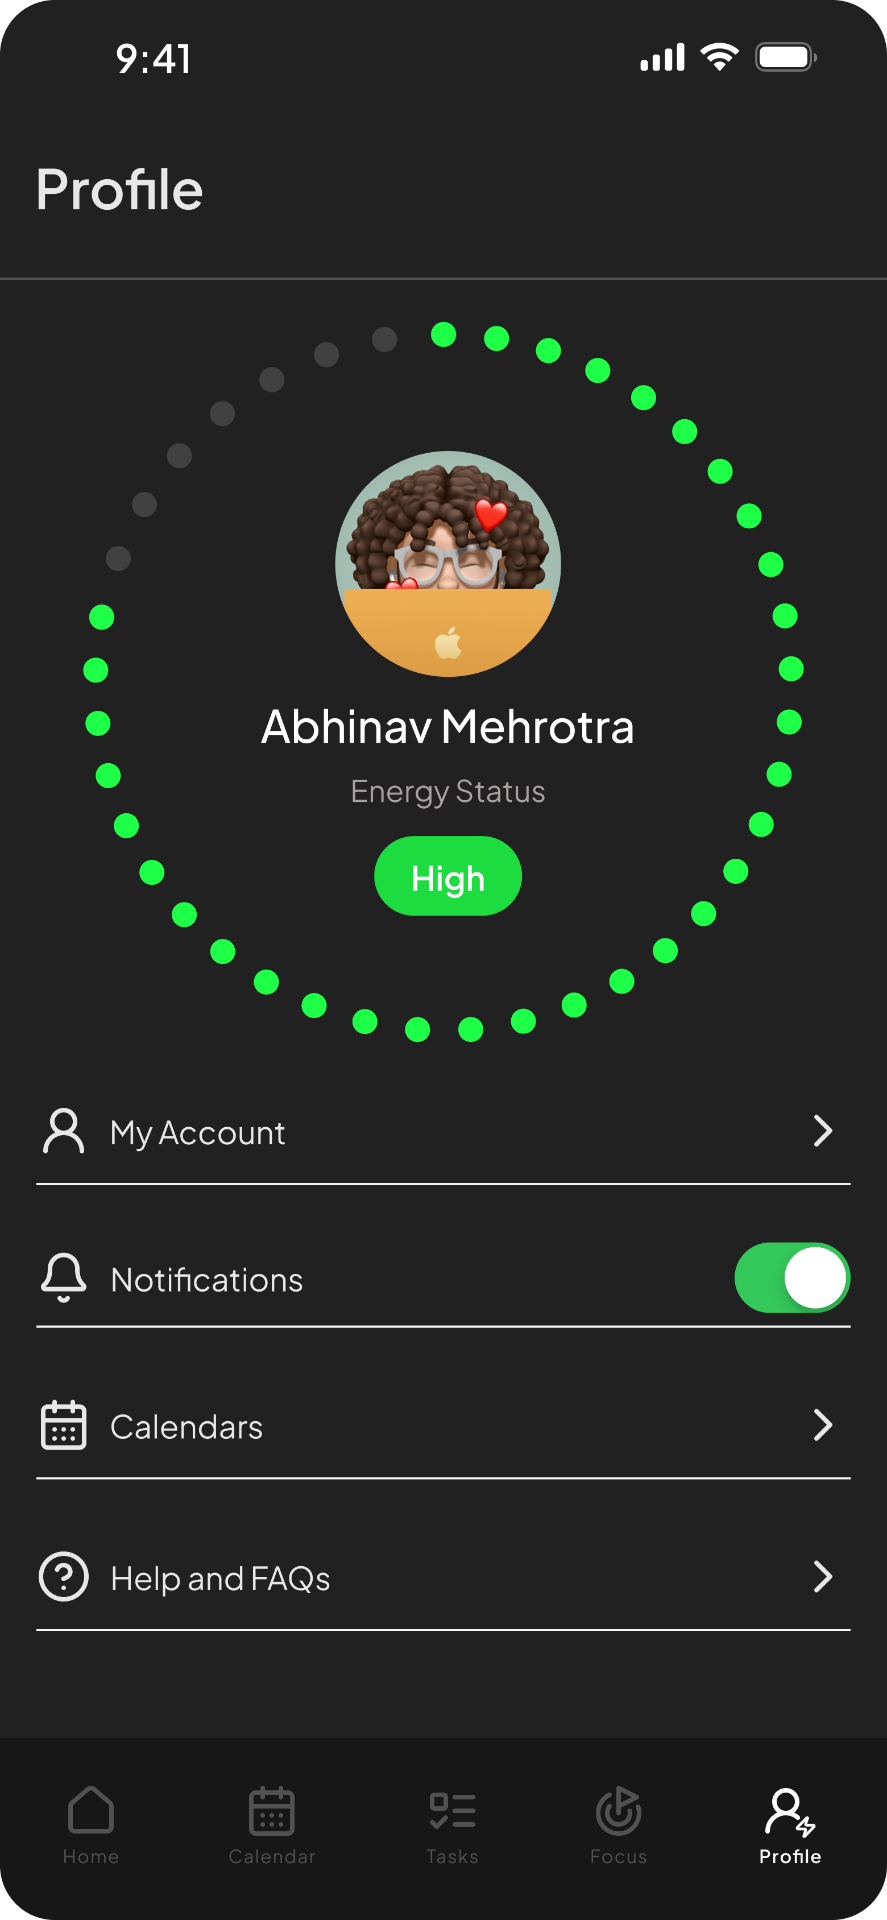 9:41
Profile
Abhinav Mehrotra
Energy Status
High
My Account
Notifications
Calendars
Help and FAQs
Home Calendar Tasks Focus Profile